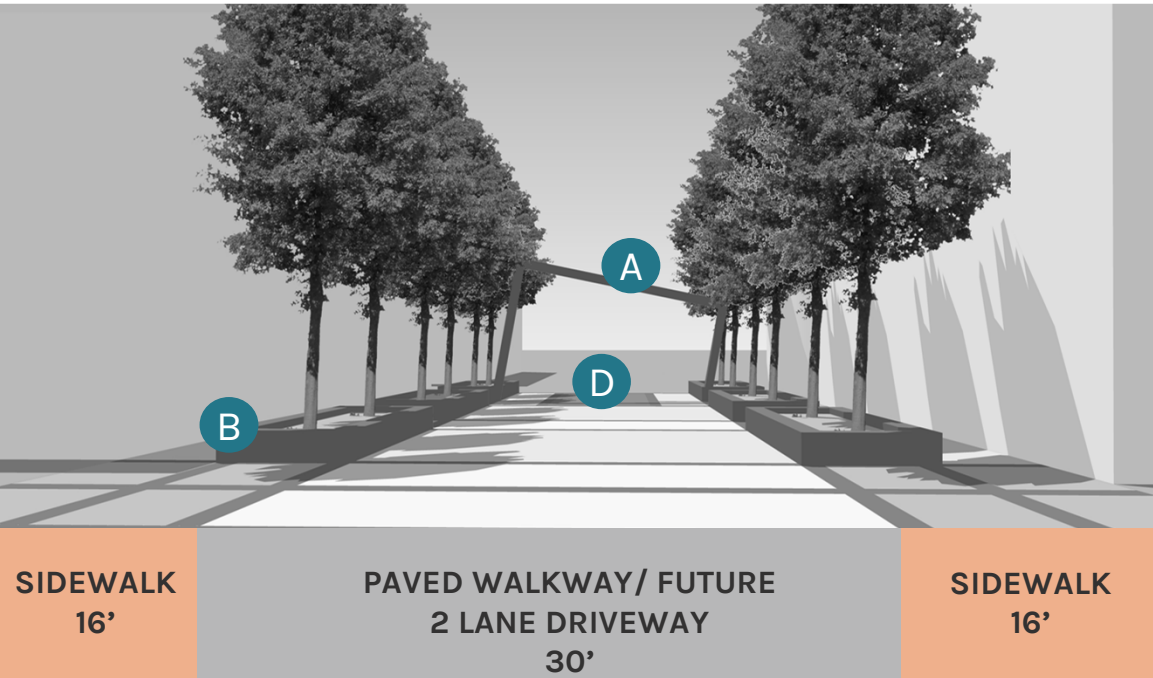 A
D
B
SIDEWALK
16’
PAVED WALKWAY/ FUTURE
2 LANE DRIVEWAY
30’
SIDEWALK
16’